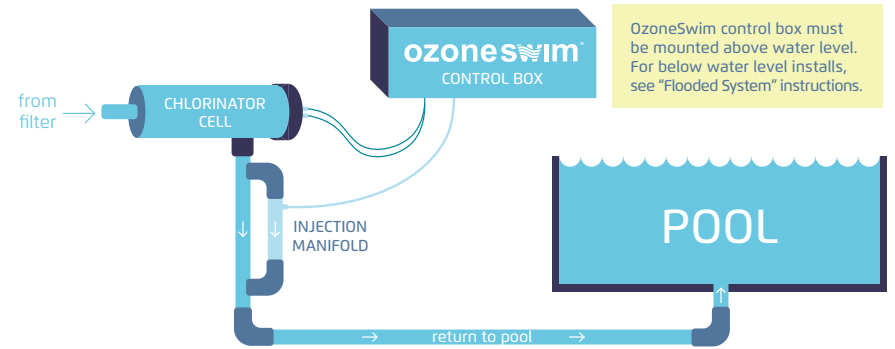 ozoneswim
CONTROL BOX
OzoneSwim control box must
be mounted above water level.
For below water level installs,
see “Flooded System” instructions.
from
filter
CHLORINATOR
CELL
INJECTION
MANIFOLD
POOL
return to pool